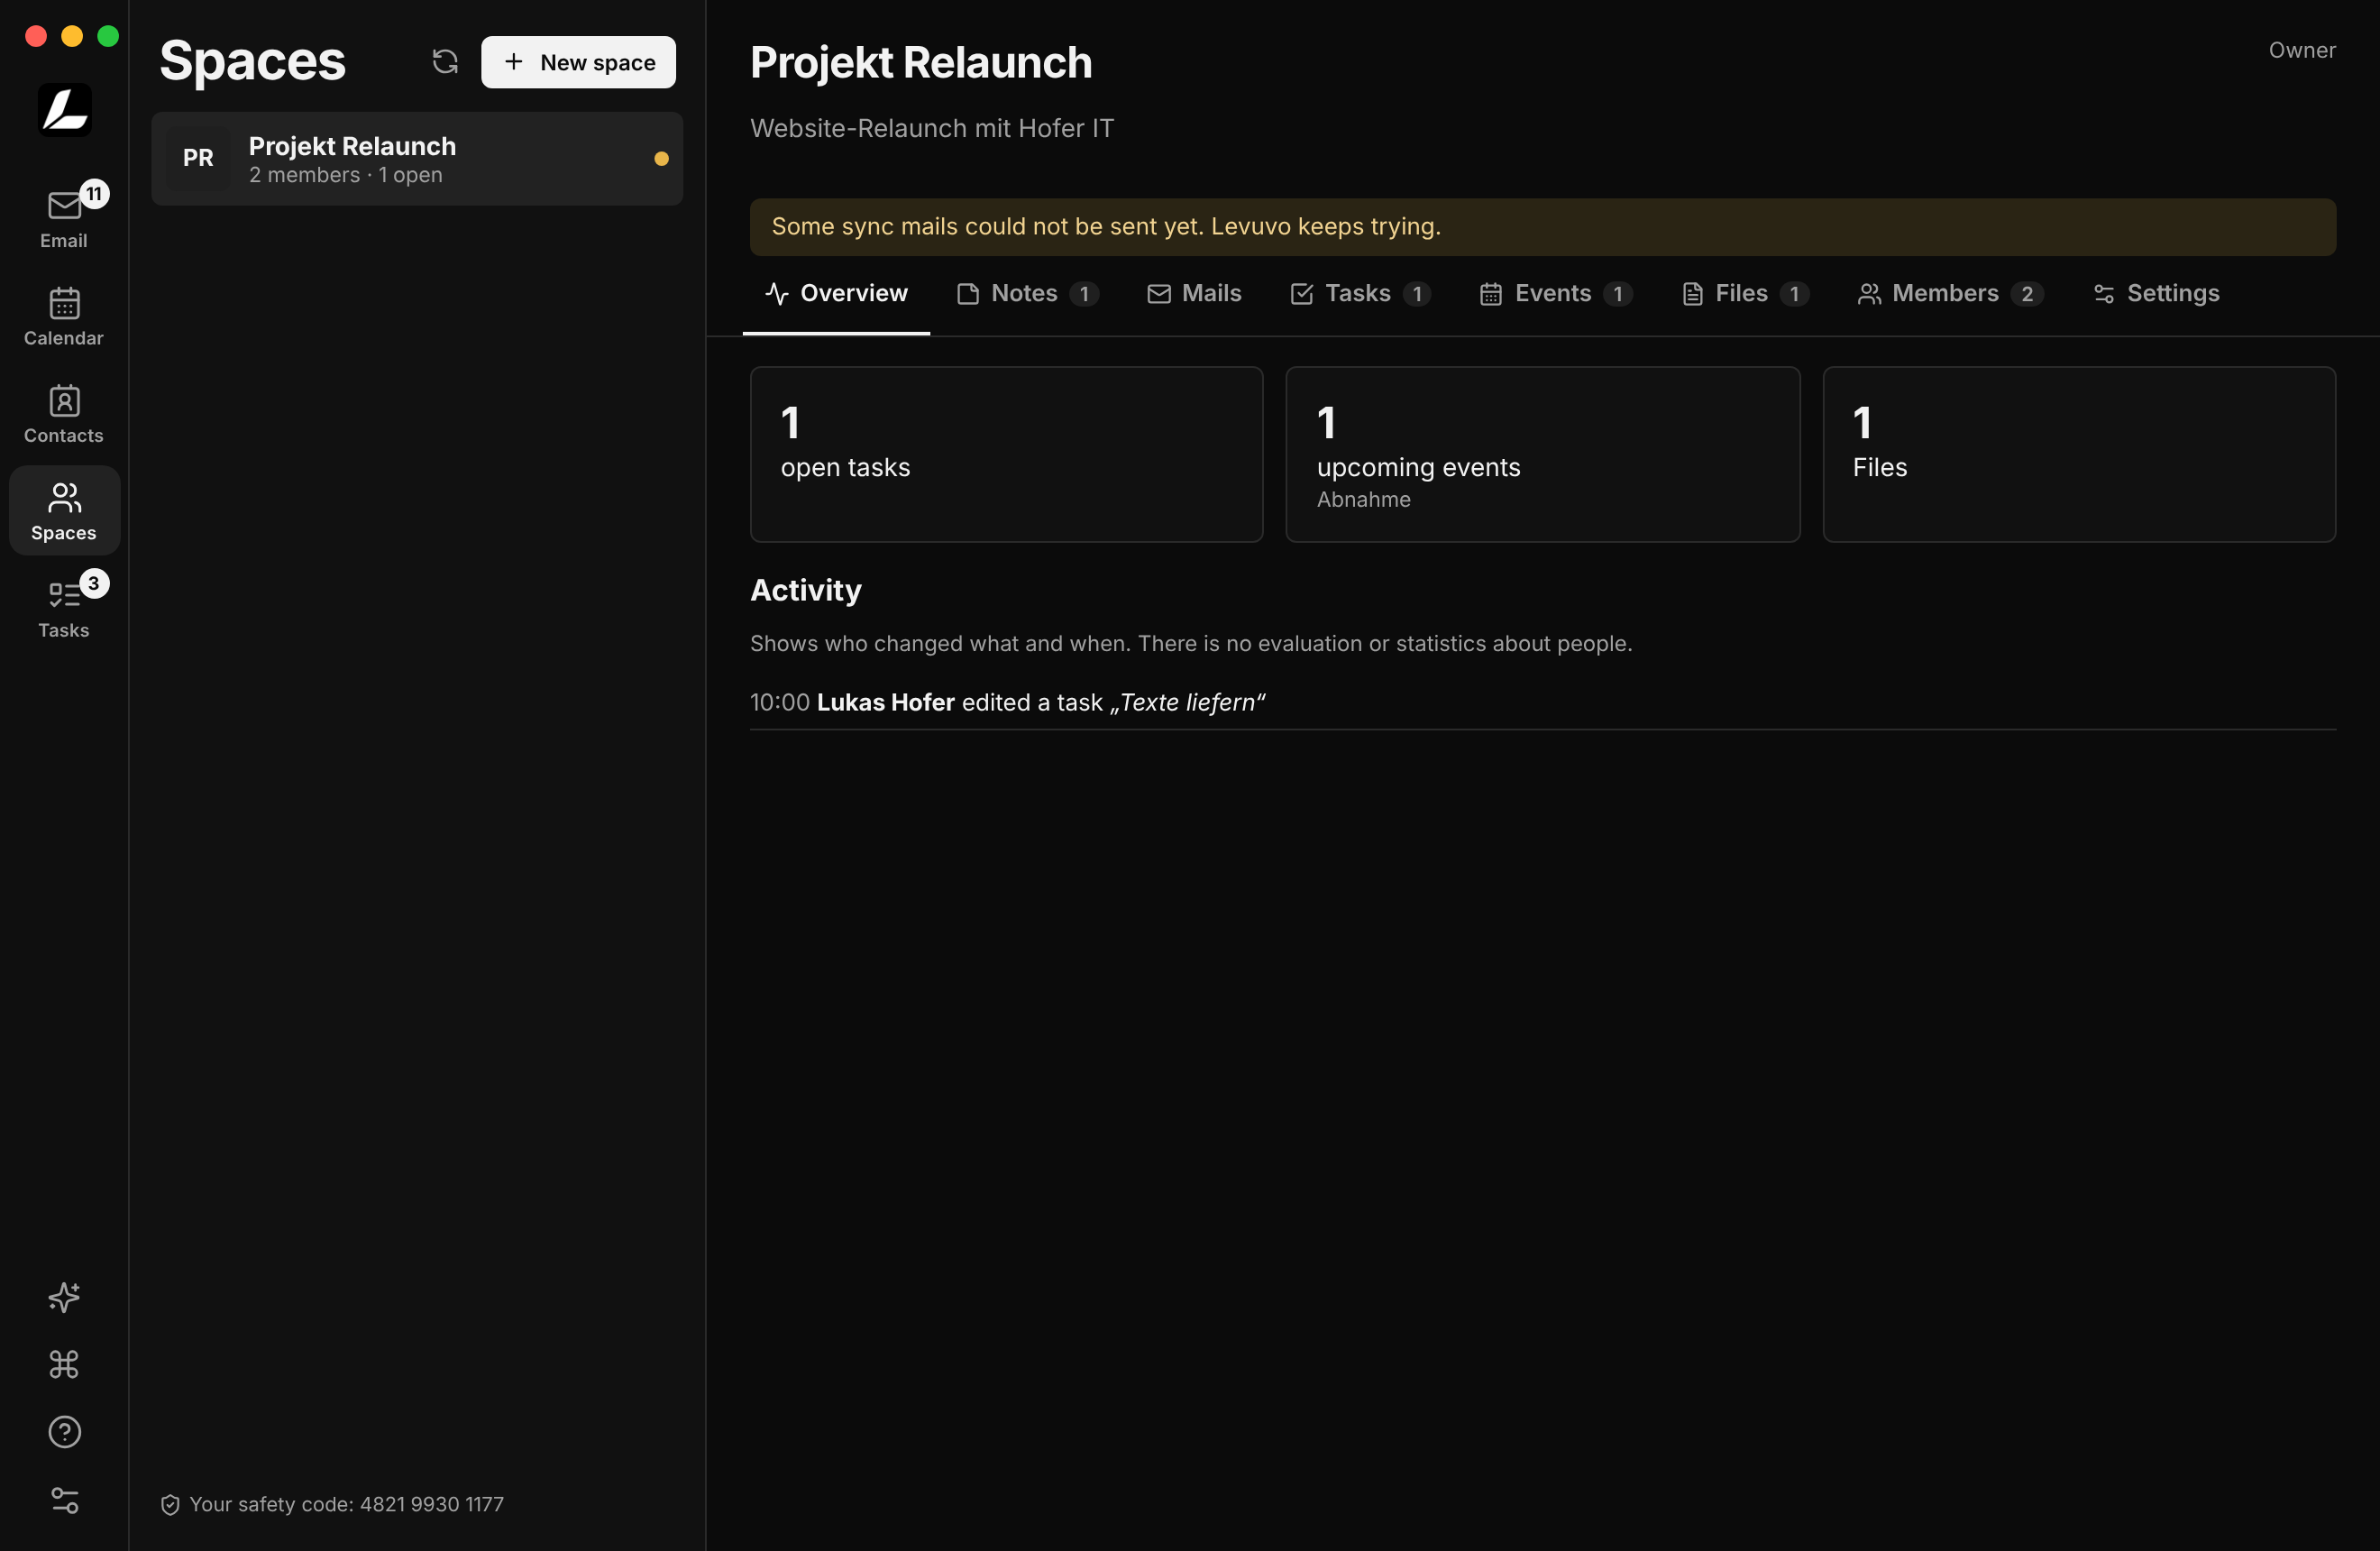 Spaces
New space
PR
Projekt Relaunch
2 members · 1 open
11
Email
Calendar
Contacts
Spaces
3
Tasks
Your safety code: 4821 9930 1177
Projekt Relaunch
Owner
Website-Relaunch mit Hofer IT
Some sync mails could not be sent yet. Levuvo keeps trying.
Overview
Notes 1
Mails
Tasks 1
Events 1
Files 1
Members 2
Settings
1
open tasks
1
upcoming events
Abnahme
1
Files
Activity
Shows who changed what and when. There is no evaluation or statistics about people.
10:00 Lukas Hofer edited a task „Texte liefern“